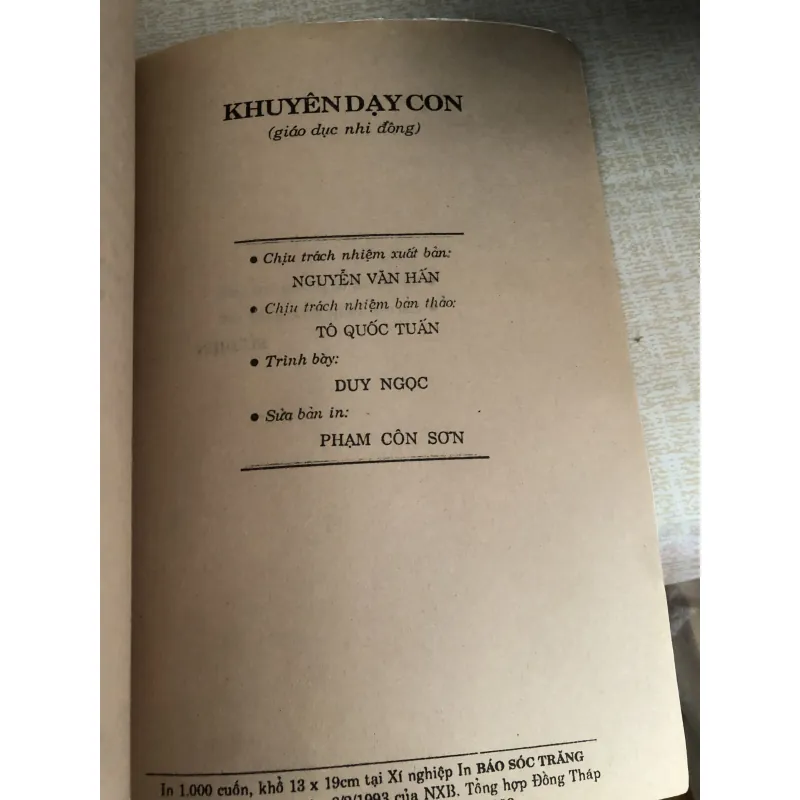 KHUYÊN DẠY CON
(giáo dục nhi đồng)
• Chịu trách nhiệm xuất bản:
NGUYỄN VĂN HẤN
• Chịu trách nhiệm bản thảo:
TÔ QUỐC TUẤN
• Trình bày:
DUY NGỌC
• Sửa bản in:
PHẠM CÔN SƠN
In 1.000 cuốn, khổ 13 x 19cm tại Xí nghiệp In BÁO SÓC TRĂNG
/1993 của NXB. Tổng hợp Đồng Tháp